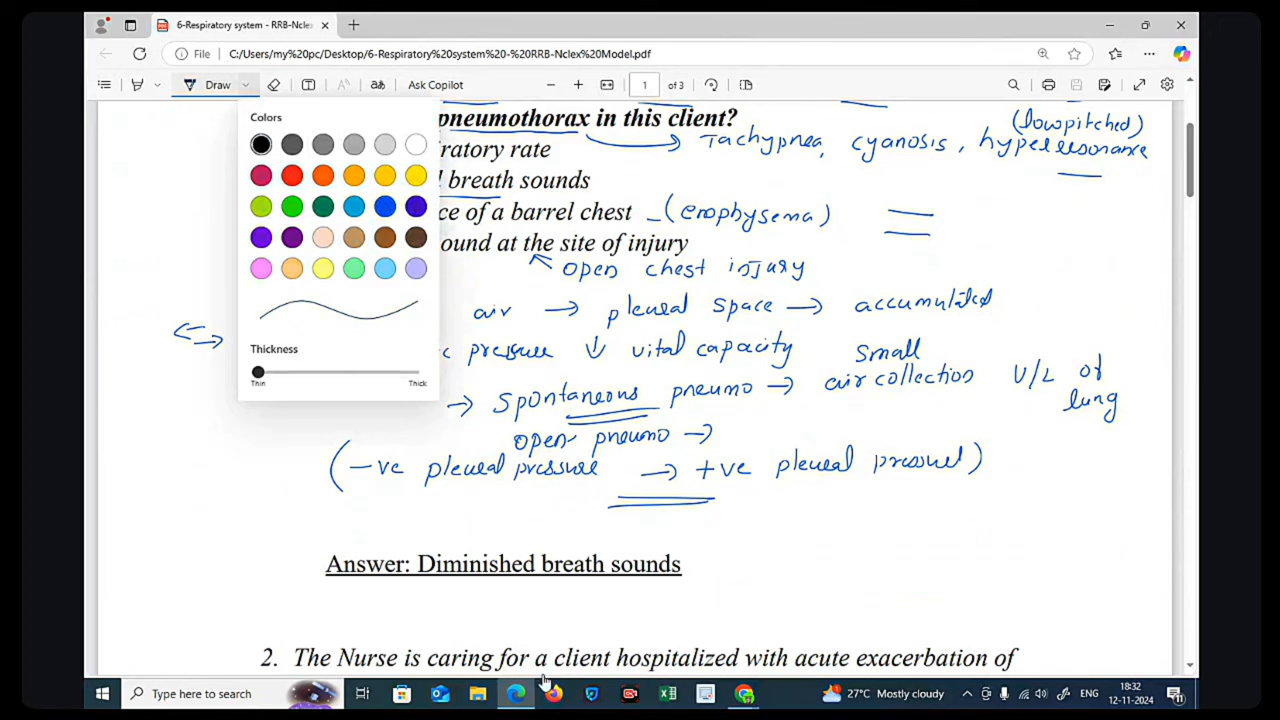 6-Respiratory system - RRB-Nclex
File C:/Users/my%20pc/Desktop/6-Respiratory%20system%20-%20RRB-Nclex%20Model.pdf
Draw Ask Copilot 1 of 3
Colors
Thickness
Thin Thick
pneumothorax in this client?
(lowpitched)
Tachypnea, cyanosis, hyperresonance
ratory rate
breath sounds
ce of a barrel chest (emophysema)
ound at the site of injury
open chest injury
air → pleural space → accumulated
pressure ↓ vital capacity
→ Spontaneous pneumo → small air collection U/L of lung
open pneumo →
(-ve pleural pressure → +ve pleural pressure)
Answer: Diminished breath sounds
2. The Nurse is caring for a client hospitalized with acute exacerbation of
Type here to search 27°C Mostly cloudy ENG 18:32
12-11-2024